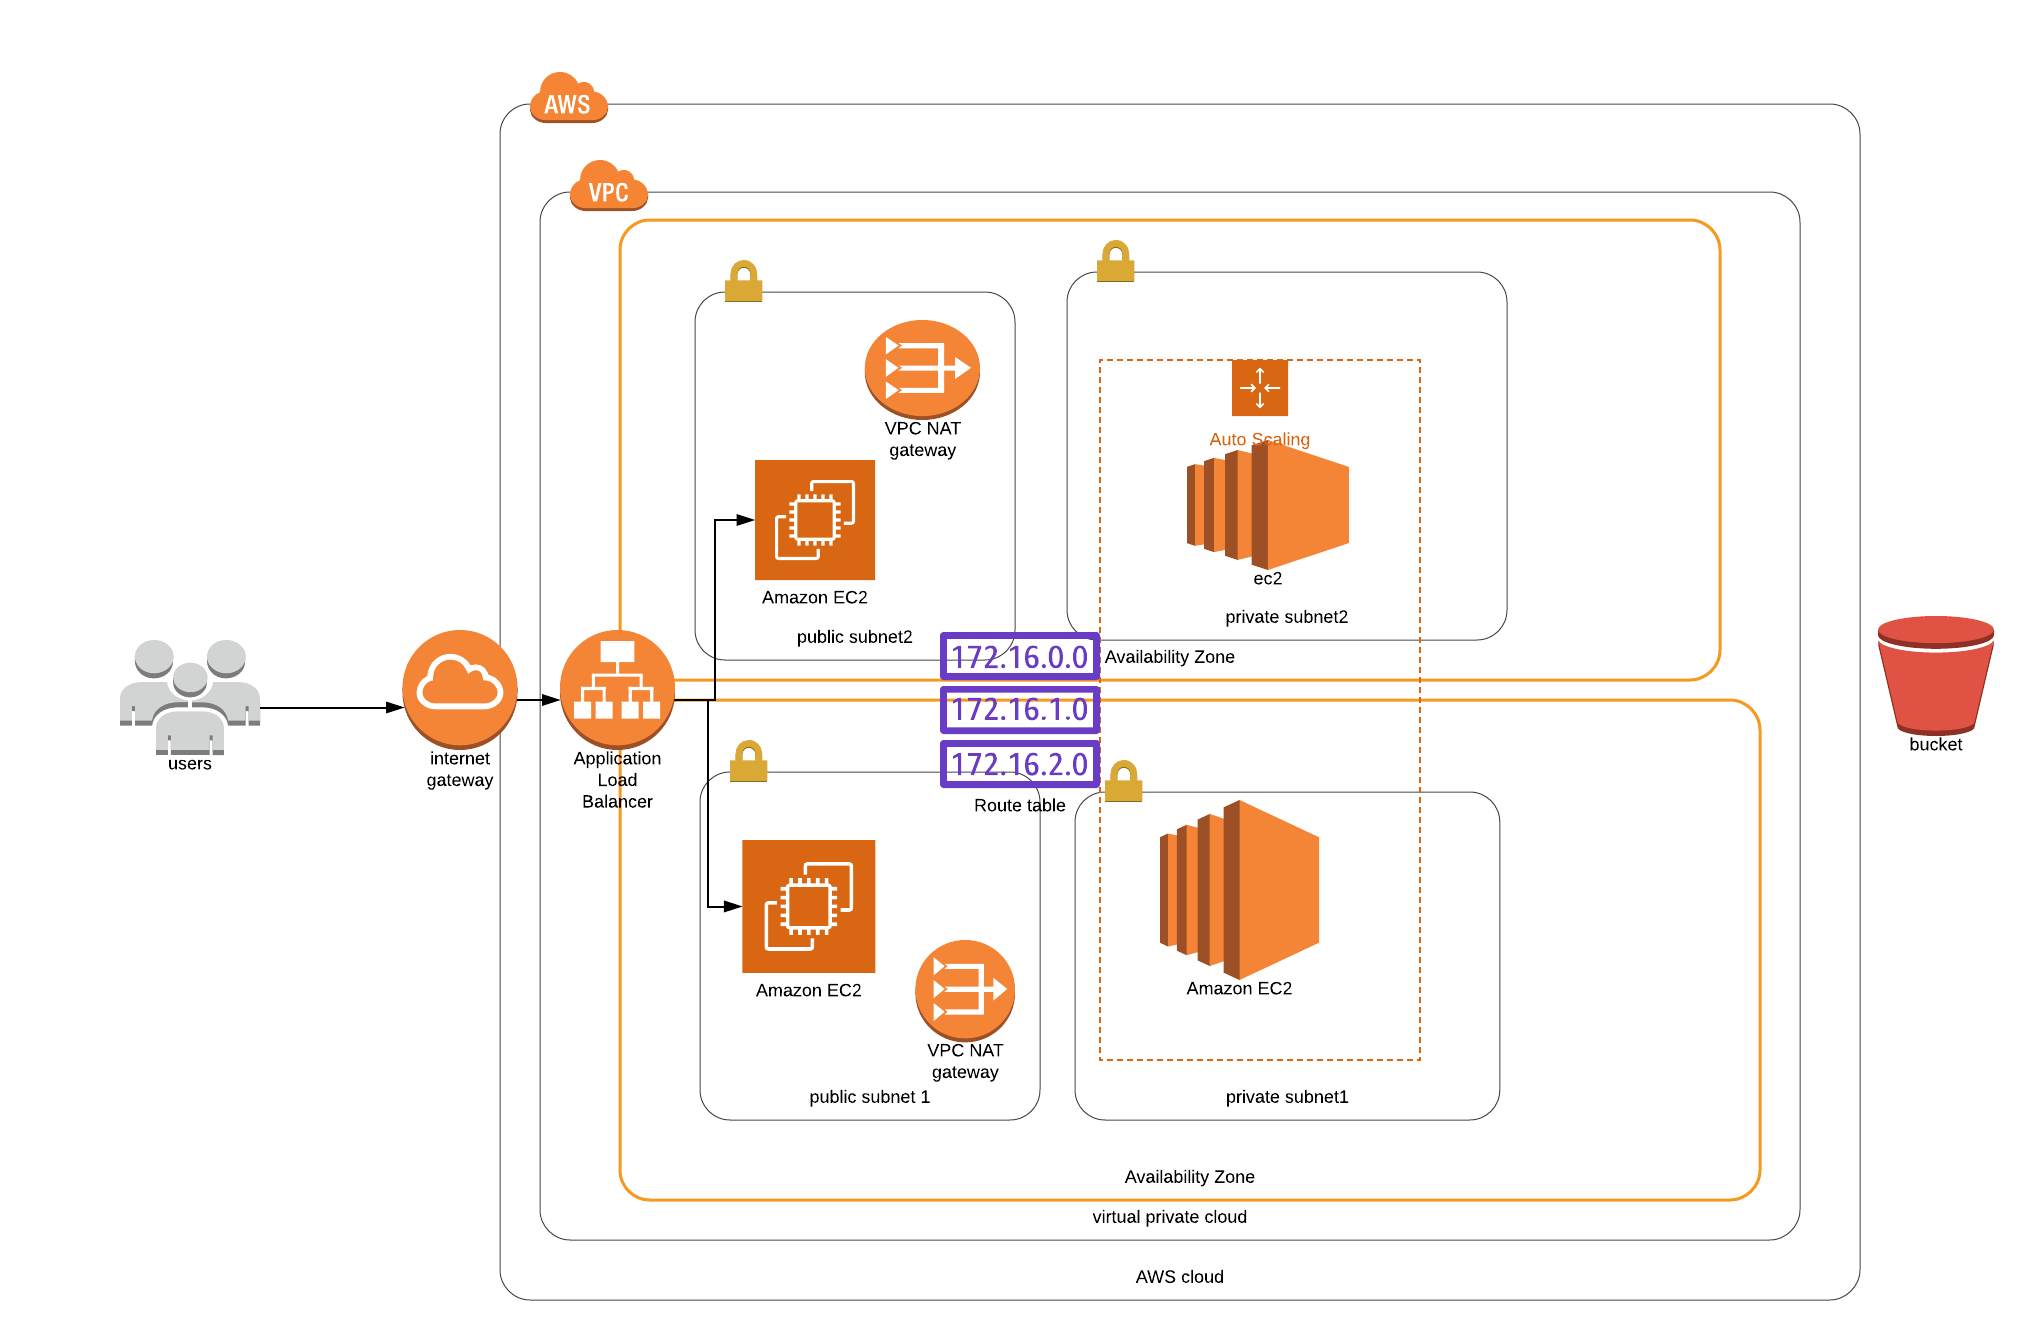 AWS
VPC
VPC NAT
gateway
Auto Scaling
Amazon EC2
ec2
public subnet2
private subnet2
172.16.0.0
Availability Zone
172.16.1.0
172.16.2.0
Route table
users
internet
gateway
Application
Load
Balancer
bucket
Amazon EC2
Amazon EC2
VPC NAT
gateway
public subnet 1
private subnet1
Availability Zone
virtual private cloud
AWS cloud